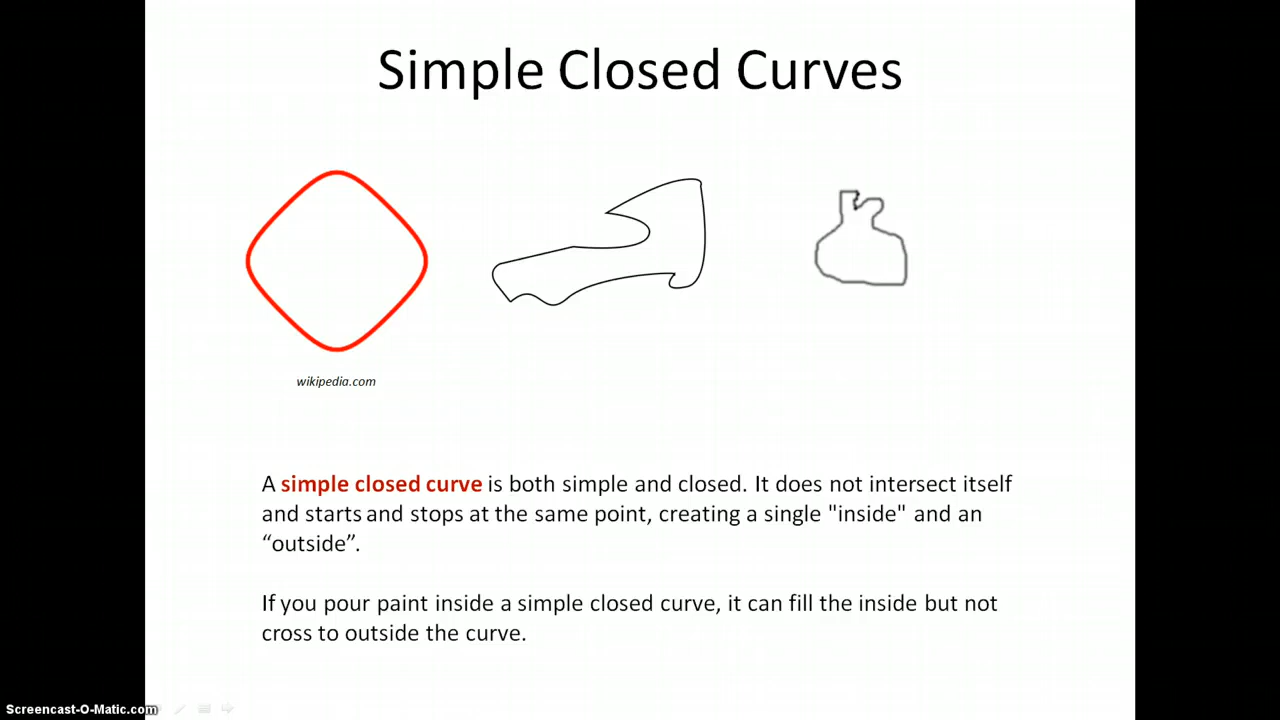 Simple Closed Curves
wikipedia.com
A simple closed curve is both simple and closed. It does not intersect itself
and starts and stops at the same point, creating a single "inside" and an
“outside”.
If you pour paint inside a simple closed curve, it can fill the inside but not
cross to outside the curve.
Screencast-O-Matic.com